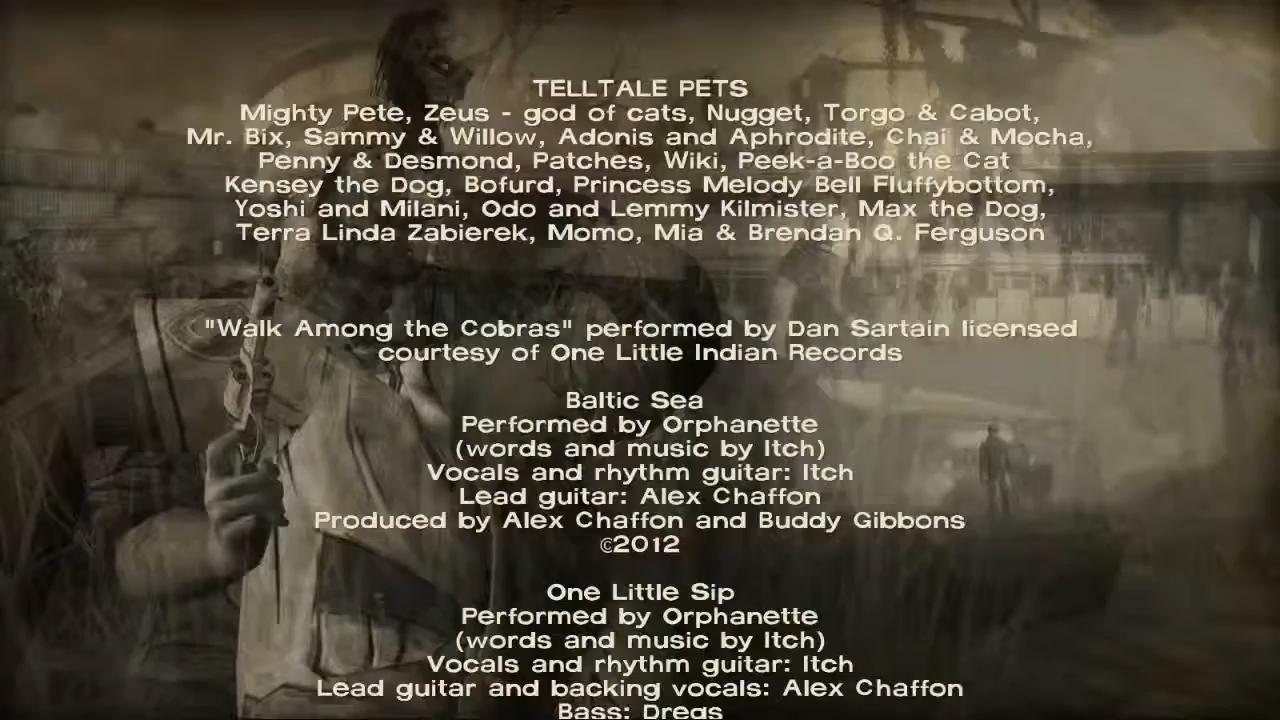 TELLTALE PETS
Mighty Pete, Zeus - god of cats, Nugget, Torgo & Cabot,
Mr. Bix, Sammy & Willow, Adonis and Aphrodite, Chai & Mocha,
Penny & Desmond, Patches, Wiki, Peek-a-Boo the Cat
Kensey the Dog, Bofurd, Princess Melody Bell Fluffybottom,
Yoshi and Milani, Odo and Lemmy Kilmister, Max the Dog,
Terra Linda Zabierek, Momo, Mia & Brendan Q. Ferguson
"Walk Among the Cobras" performed by Dan Sartain licensed
courtesy of One Little Indian Records
Baltic Sea
Performed by Orphanette
(words and music by Itch)
Vocals and rhythm guitar: Itch
Lead guitar: Alex Chaffon
Produced by Alex Chaffon and Buddy Gibbons
©2012
One Little Sip
Performed by Orphanette
(words and music by Itch)
Vocals and rhythm guitar: Itch
Lead guitar and backing vocals: Alex Chaffon
Bass: Dregs